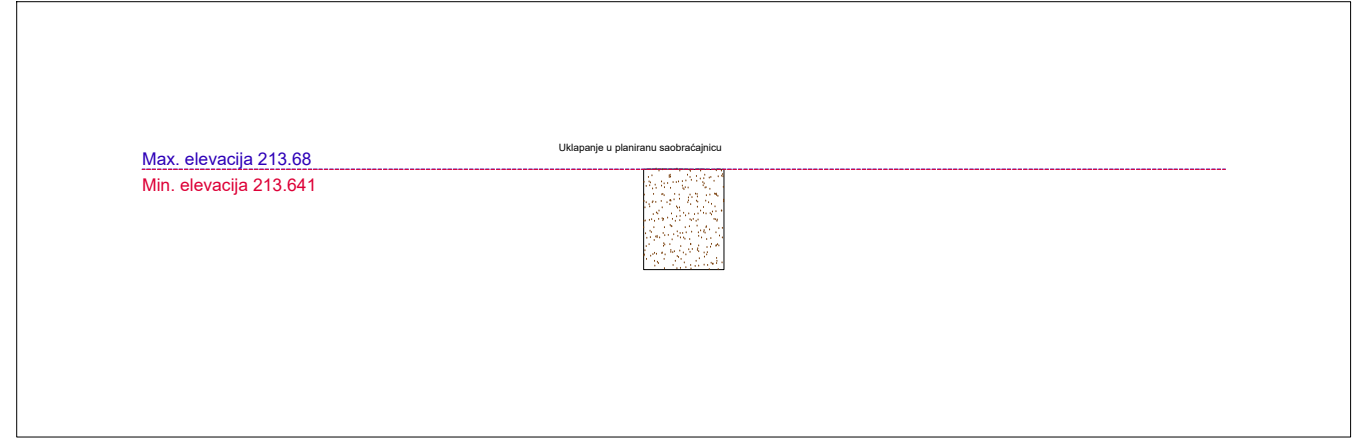 Uklapanje u planiranu saobraćajnicu
Max. elevacija 213.68
Min. elevacija 213.641